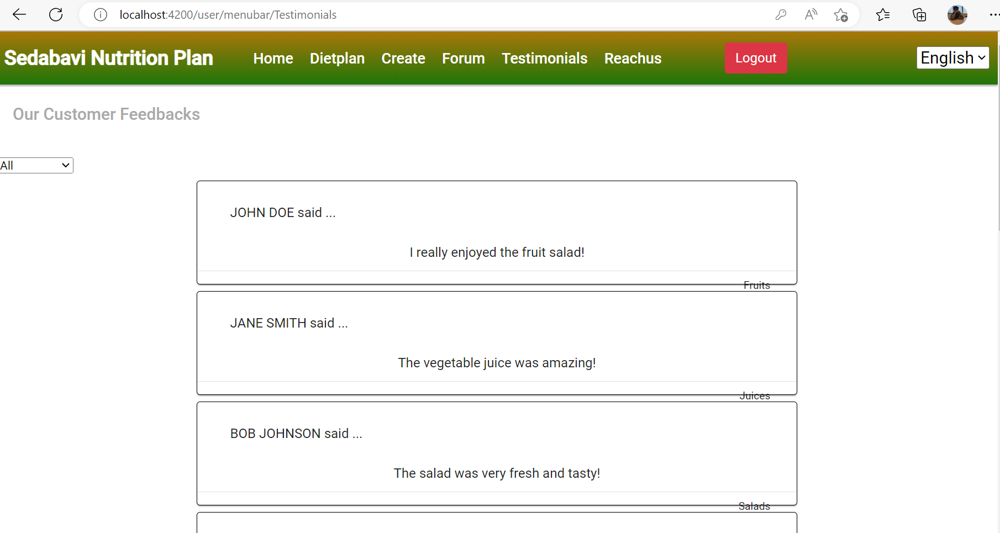 localhost:4200/user/menubar/Testimonials
Sedabavi Nutrition Plan Home Dietplan Create Forum Testimonials Reachus Logout English
Our Customer Feedbacks
All
JOHN DOE said ...
I really enjoyed the fruit salad!
Fruits
JANE SMITH said ...
The vegetable juice was amazing!
Juices
BOB JOHNSON said ...
The salad was very fresh and tasty!
Salads